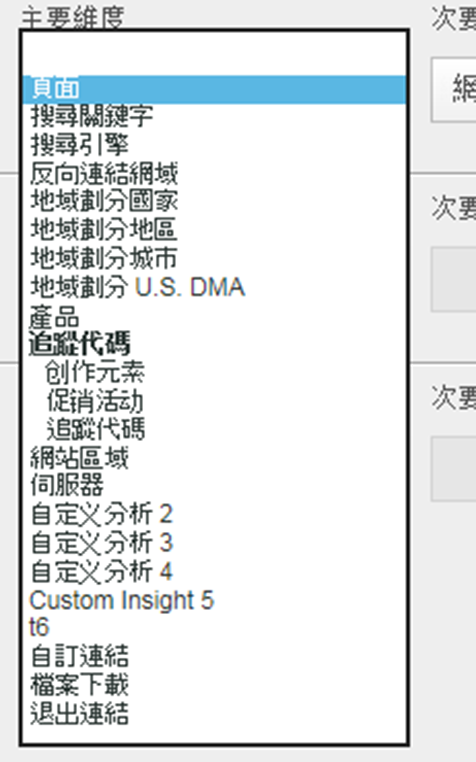 主要維度
次要
頁面
網
搜尋關鍵字
搜尋引擎
反向連結網域
地域劃分國家
次要
地域劃分地區
地域劃分城市
地域劃分 U.S. DMA
產品
追蹤代碼
创作元素
次要
促销活动
追蹤代碼
網站區域
伺服器
自定义分析 2
自定义分析 3
自定义分析 4
Custom Insight 5
t6
自訂連結
檔案下載
退出連結